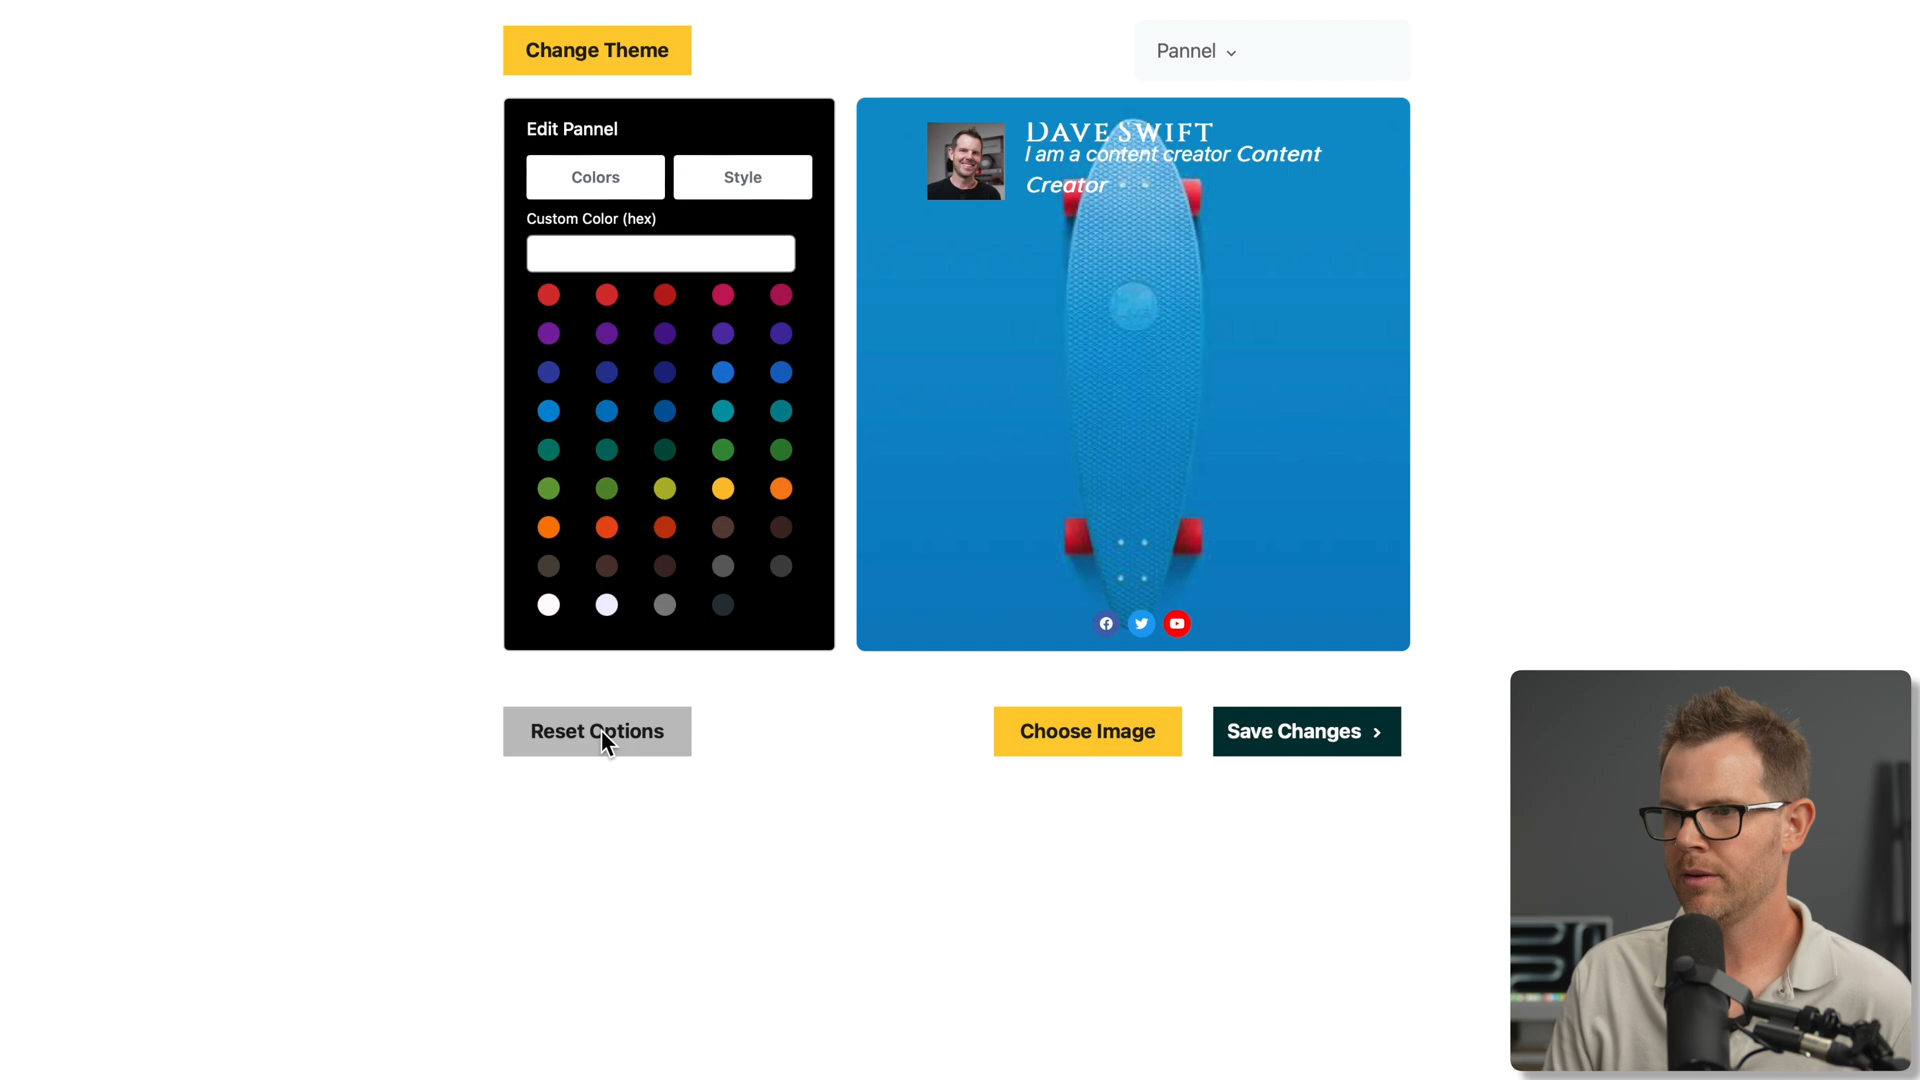 Change Theme
Pannel
Edit Pannel
Colors
Style
Custom Color (hex)
DAVE SWIFT
I am a content creator Content
Creator
Reset Options
Choose Image
Save Changes